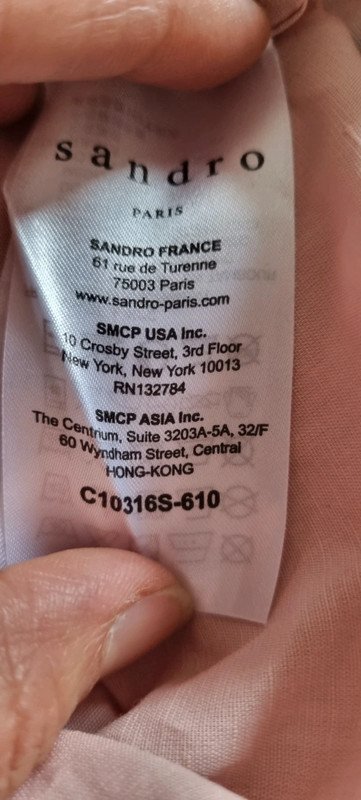 sandro
PARIS
SANDRO FRANCE
61 rue de Turenne
75003 Paris
www.sandro-paris.com
SMCP USA Inc.
10 Crosby Street, 3rd Floor
New York, New York 10013
RN132784
SMCP ASIA Inc.
The Centrium, Suite 3203A-5A, 32/F
60 Wyndham Street, Central
HONG-KONG
C10316S-610